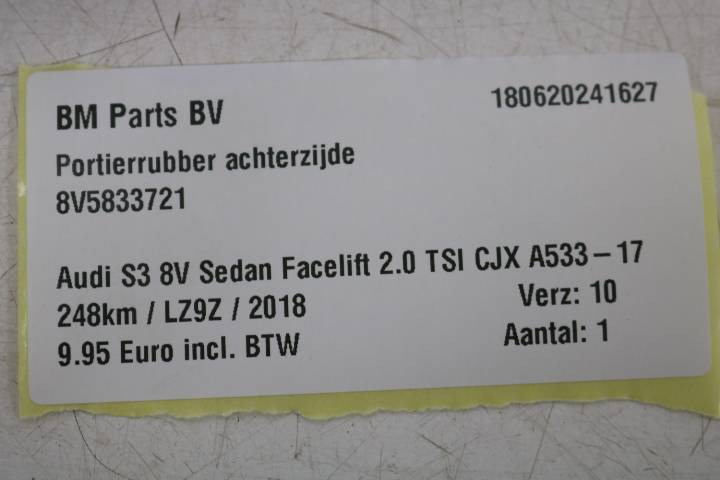 BM Parts BV 180620241627
Portierrubber achterzijde
8V5833721
Audi S3 8V Sedan Facelift 2.0 TSI CJX A533-17
248km / LZ9Z / 2018 Verz: 10
9.95 Euro incl. BTW Aantal: 1